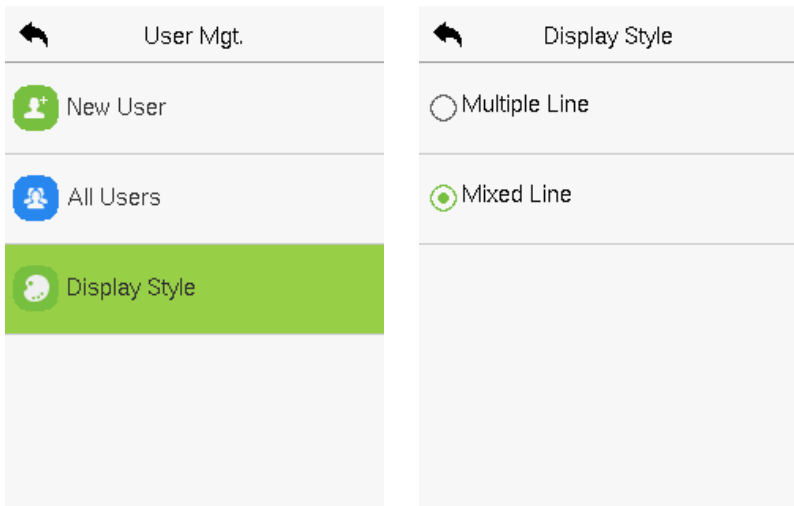 User Mgt.
New User
All Users
Display Style
Display Style
Multiple Line
Mixed Line